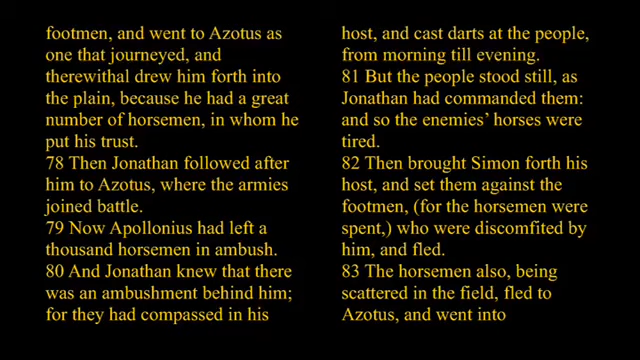 footmen, and went to Azotus as
one that journeyed, and
therewithal drew him forth into
the plain, because he had a great
number of horsemen, in whom he
put his trust.
78 Then Jonathan followed after
him to Azotus, where the armies
joined battle.
79 Now Apollonius had left a
thousand horsemen in ambush.
80 And Jonathan knew that there
was an ambushment behind him;
for they had compassed in his
host, and cast darts at the people,
from morning till evening.
81 But the people stood still, as
Jonathan had commanded them:
and so the enemies’ horses were
tired.
82 Then brought Simon forth his
host, and set them against the
footmen, (for the horsemen were
spent,) who were discomfited by
him, and fled.
83 The horsemen also, being
scattered in the field, fled to
Azotus, and went into